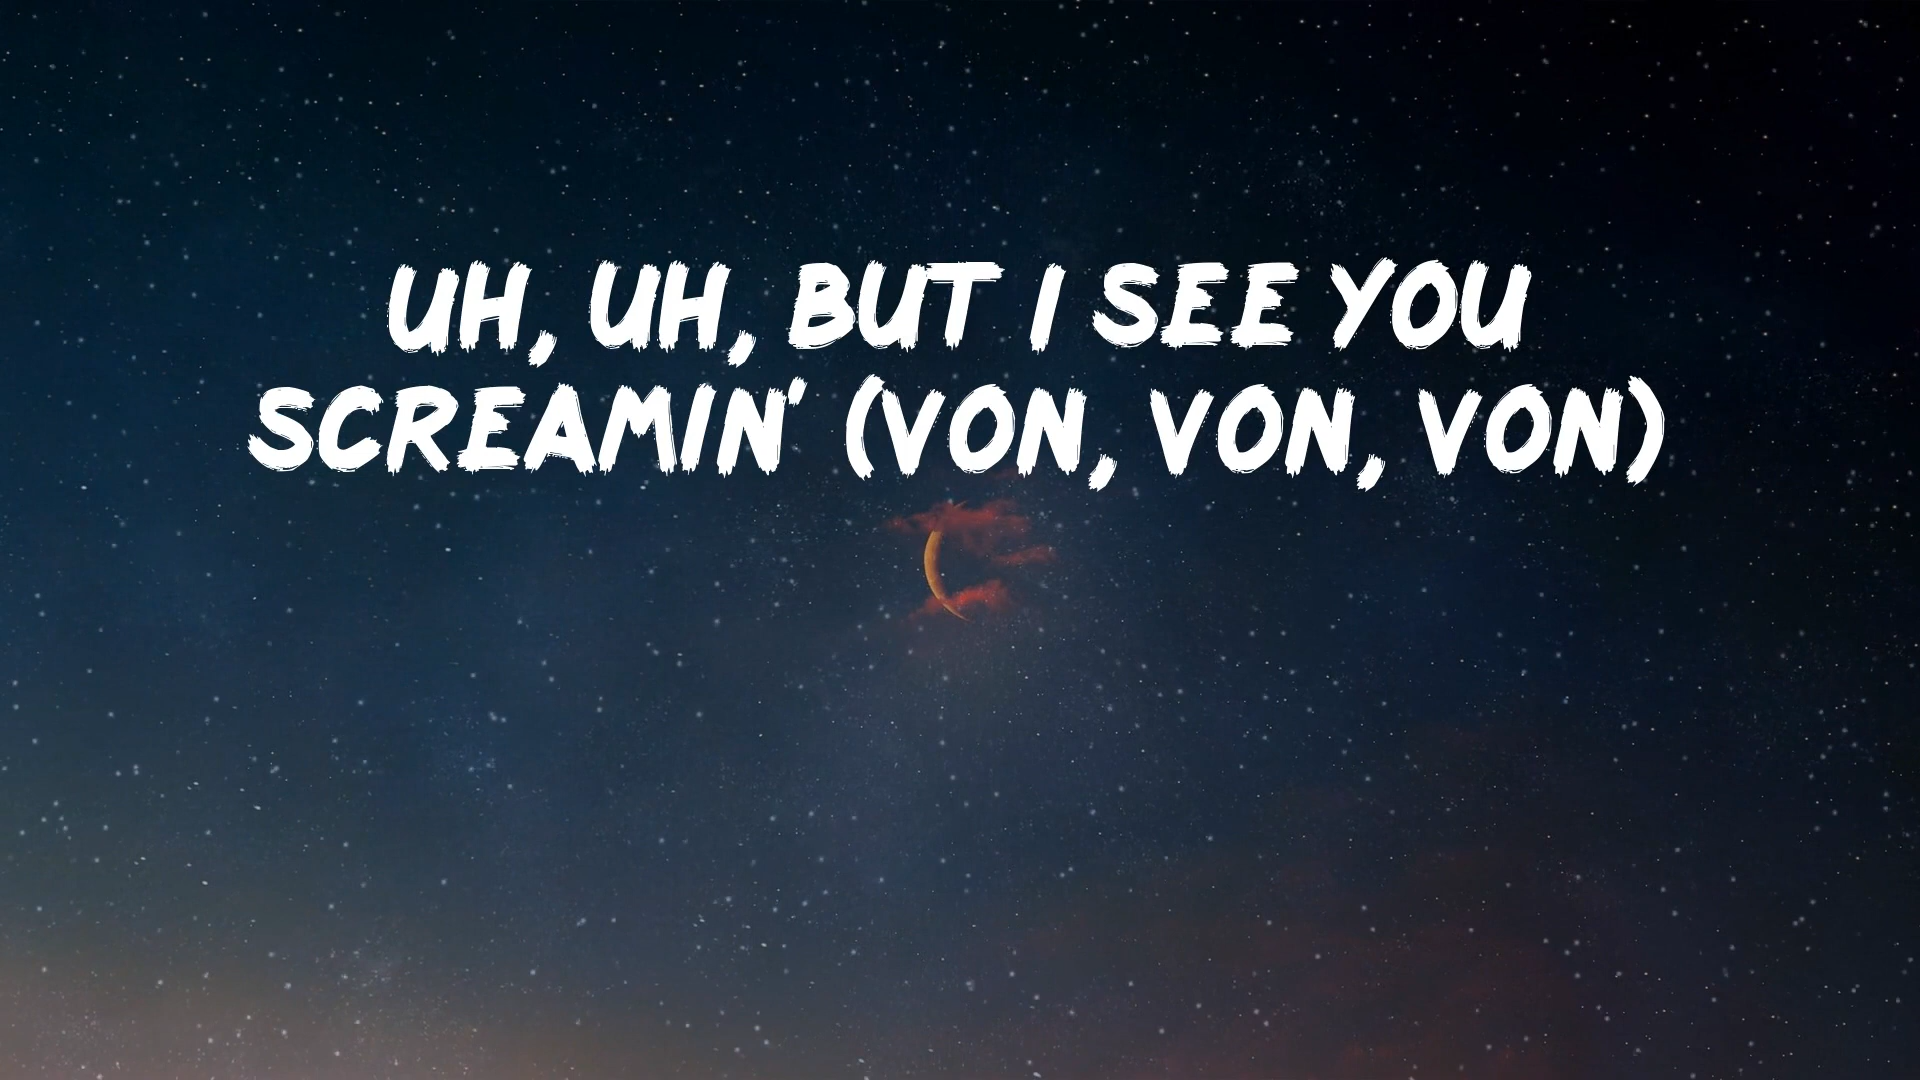 UH, UH, BUT I SEE YOU
SCREAMIN' (VON, VON, VON)